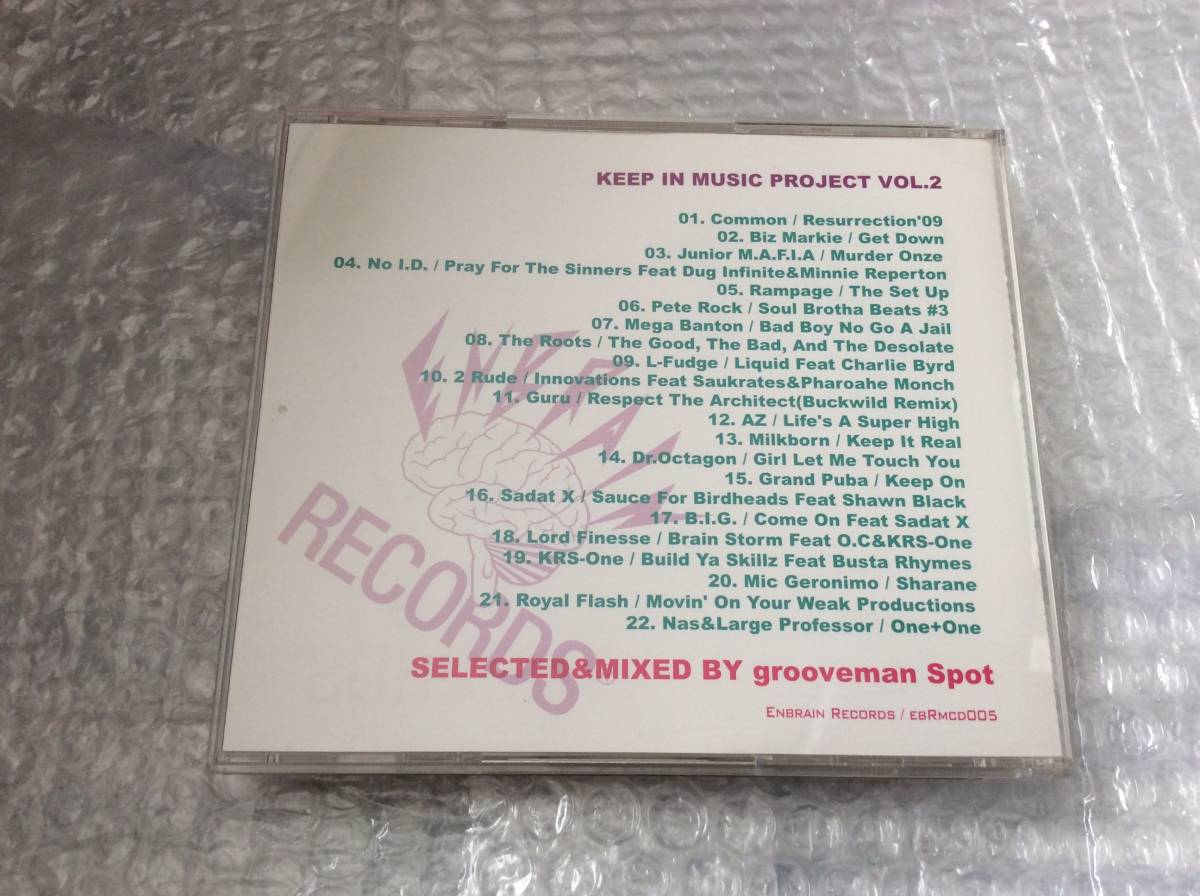 KEEP IN MUSIC PROJECT VOL.2
01. Common / Resurrection'09
02. Biz Markie / Get Down
03. Junior M.A.F.I.A / Murder Onze
04. No I.D. / Pray For The Sinners Feat Dug Infinite&Minnie Reperton
05. Rampage / The Set Up
06. Pete Rock / Soul Brotha Beats #3
07. Mega Banton / Bad Boy No Go A Jail
08. The Roots / The Good, The Bad, And The Desolate
09. L-Fudge / Liquid Feat Charlie Byrd
10. 2 Rude / Innovations Feat Saukrates&Pharoahe Monch
11. Guru / Respect The Architect(Buckwild Remix)
12. AZ / Life's A Super High
13. Milkborn / Keep It Real
14. Dr.Octagon / Girl Let Me Touch You
15. Grand Puba / Keep On
16. Sadat X / Sauce For Birdheads Feat Shawn Black
17. B.I.G. / Come On Feat Sadat X
18. Lord Finesse / Brain Storm Feat O.C&KRS-One
19. KRS-One / Build Ya Skillz Feat Busta Rhymes
20. Mic Geronimo / Sharane
21. Royal Flash / Movin' On Your Weak Productions
22. Nas&Large Professor / One+One
SELECTED&MIXED BY grooveman Spot
ENBRAIN RECORDS / EBRMCD005
ENBRAIN
RECORDS®